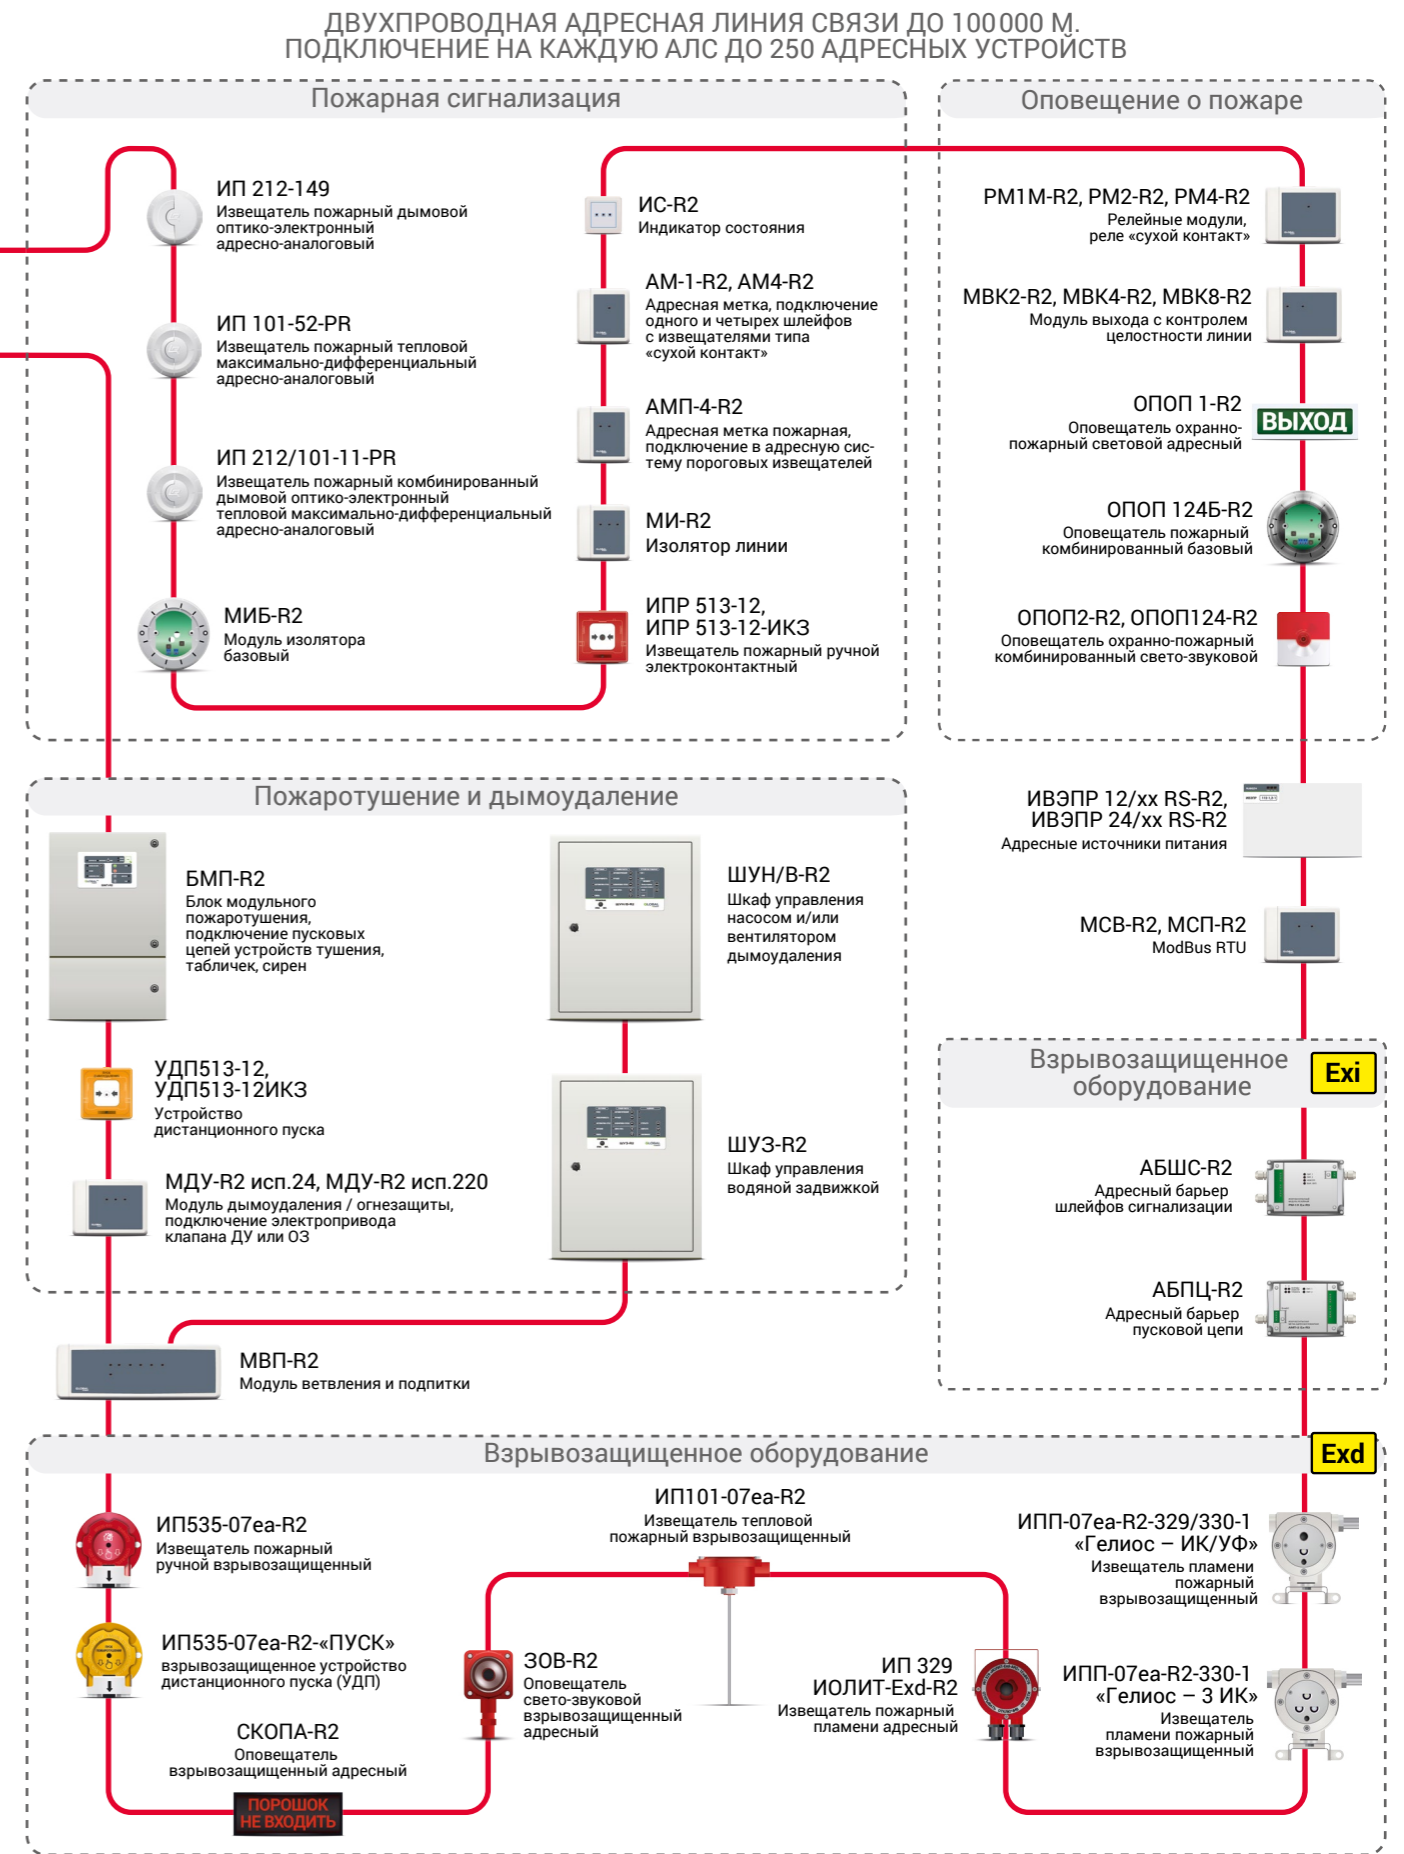 ДВУХПРОВОДНАЯ АДРЕСНАЯ ЛИНИЯ СВЯЗИ ДО 100 000 М.
ПОДКЛЮЧЕНИЕ НА КАЖДУЮ АЛС ДО 250 АДРЕСНЫХ УСТРОЙСТВ
Пожарная сигнализация
ИП 212-149
Извещатель пожарный дымовой
оптико-электронный
адресно-аналоговый
ИП 101-52-PR
Извещатель пожарный тепловой
максимально-дифференциальный
адресно-аналоговый
ИП 212/101-11-PR
Извещатель пожарный комбинированный
дымовой оптико-электронный
тепловой максимально-дифференциальный
адресно-аналоговый
МИБ-R2
Модуль изолятора
базовый
ИС-R2
Индикатор состояния
АМ-1-R2, АМ4-R2
Адресная метка, подключение
одного и четырех шлейфов
с извещателями типа
«сухой контакт»
АМП-4-R2
Адресная метка пожарная,
подключение в адресную сис-
тему пороговых извещателей
МИ-R2
Изолятор линии
ИПР 513-12,
ИПР 513-12-ИКЗ
Извещатель пожарный ручной
электроконтактный
Оповещение о пожаре
РМ1М-R2, РМ2-R2, РМ4-R2
Релейные модули,
реле «сухой контакт»
МВК2-R2, МВК4-R2, МВК8-R2
Модуль выхода с контролем
целостности линии
ОПОП 1-R2
Оповещатель охранно-
пожарный световой адресный
ВЫХОД
ОПОП 124Б-R2
Оповещатель пожарный
комбинированный базовый
ОПОП2-R2, ОПОП124-R2
Оповещатель охранно-пожарный
комбинированный свето-звуковой
ИВЭПР 12/хх RS-R2,
ИВЭПР 24/хх RS-R2
Адресные источники питания
МСВ-R2, МСП-R2
ModBus RTU
Пожаротушение и дымоудаление
БМП-R2
Блок модульного
пожаротушения,
подключение пусковых
цепей устройств тушения,
табличек, сирен
УДП513-12,
УДП513-12ИКЗ
Устройство
дистанционного пуска
МДУ-R2 исп.24, МДУ-R2 исп.220
Модуль дымоудаления / огнезащиты,
подключение электропривода
клапана ДУ или ОЗ
ШУН/В-R2
Шкаф управления
насосом и/или
вентилятором
дымоудаления
ШУЗ-R2
Шкаф управления
водяной задвижкой
МВП-R2
Модуль ветвления и подпитки
Взрывозащищенное
оборудование
Exi
АБШС-R2
Адресный барьер
шлейфов сигнализации
АБПЦ-R2
Адресный барьер
пусковой цепи
Взрывозащищенное оборудование
Exd
ИП535-07ea-R2
Извещатель пожарный
ручной взрывозащищенный
ИП535-07ea-R2-«ПУСК»
взрывозащищенное устройство
дистанционного пуска (УДП)
СКОПА-R2
Оповещатель
взрывозащищенный адресный
ПОРОШОК
НЕ ВХОДИТЬ
ЗОВ-R2
Оповещатель
свето-звуковой
взрывозащищенный
адресный
ИП101-07ea-R2
Извещатель тепловой
пожарный взрывозащищенный
ИП 329
ИОЛИТ-Exd-R2
Извещатель пожарный
пламени адресный
ИПП-07ea-R2-329/330-1
«Гелиос – ИК/УФ»
Извещатель пламени
пожарный
взрывозащищенный
ИПП-07ea-R2-330-1
«Гелиос – 3 ИК»
Извещатель
пламени пожарный
взрывозащищенный